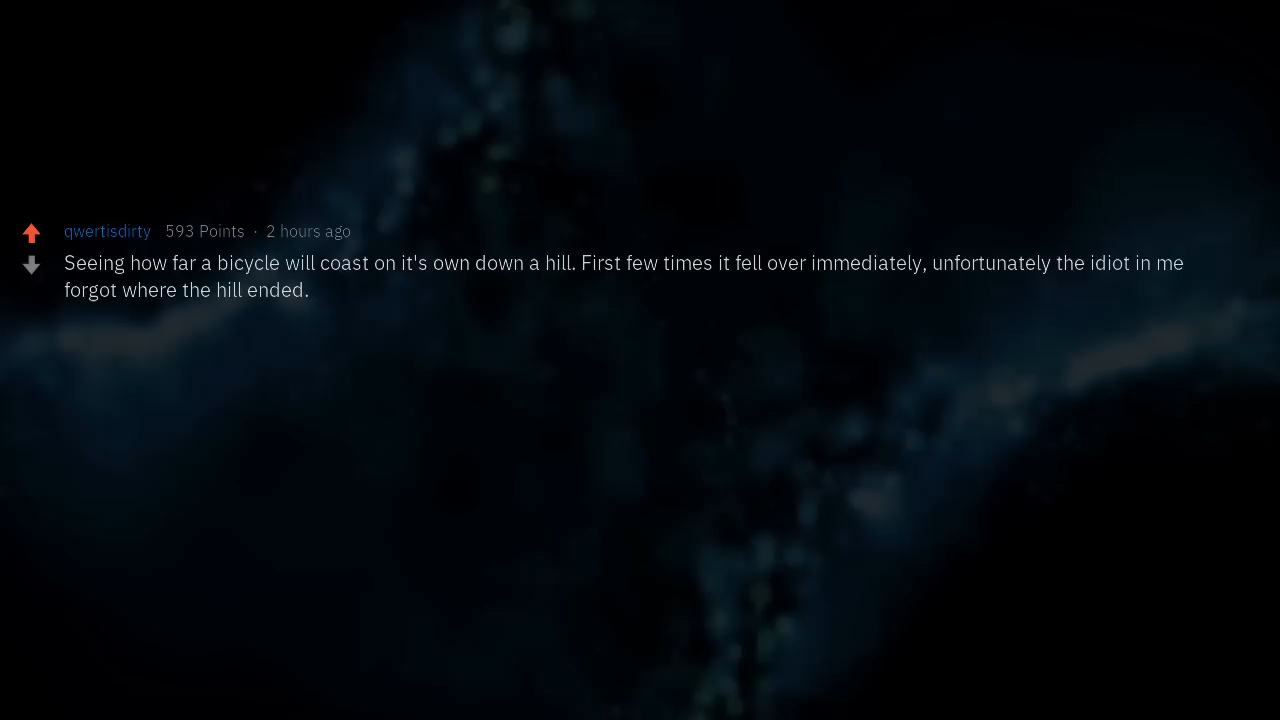 qwertisdirty 593 Points · 2 hours ago
Seeing how far a bicycle will coast on it's own down a hill. First few times it fell over immediately, unfortunately the idiot in me
forgot where the hill ended.